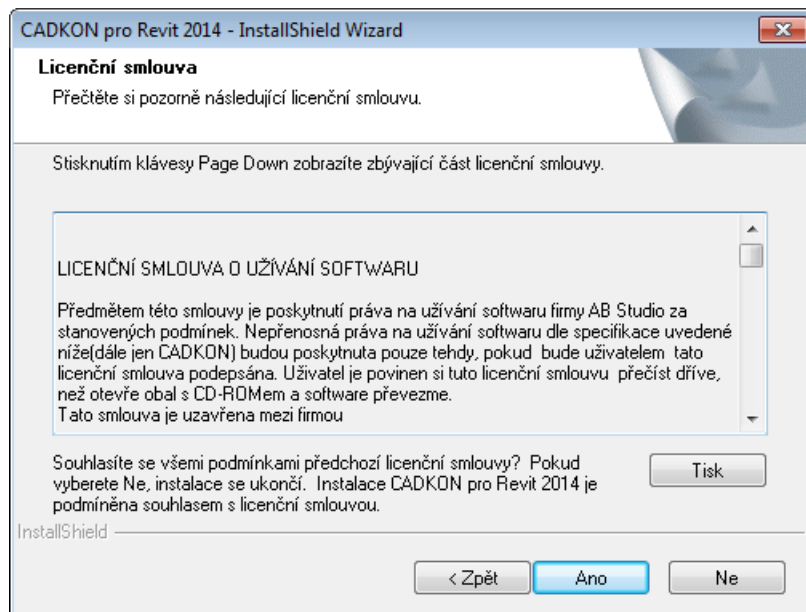 CADKON pro Revit 2014 - InstallShield Wizard
Licenční smlouva
Přečtěte si pozorně následující licenční smlouvu.
Stisknutím klávesy Page Down zobrazíte zbývající část licenční smlouvy.
LICENČNÍ SMLOUVA O UŽÍVÁNÍ SOFTWARU
Předmětem této smlouvy je poskytnutí práva na užívání softwaru firmy AB Studio za
stanovených podmínek. Nepřenosná práva na užívání softwaru dle specifikace uvedené
níže(dále jen CADKON) budou poskytnuta pouze tehdy, pokud  bude uživatelem  tato
licenční smlouva podepsána. Uživatel je povinen si tuto licenční smlouvu  přečíst dříve,
než otevře obal s CD-ROMem a software převezme.
Tato smlouva je uzavřena mezi firmou
Souhlasíte se všemi podmínkami předchozí licenční smlouvy?  Pokud
vyberete Ne, instalace se ukončí.  Instalace CADKON pro Revit 2014 je
podmíněna souhlasem s licenční smlouvou.
Tisk
InstallShield
< Zpět
Ano
Ne